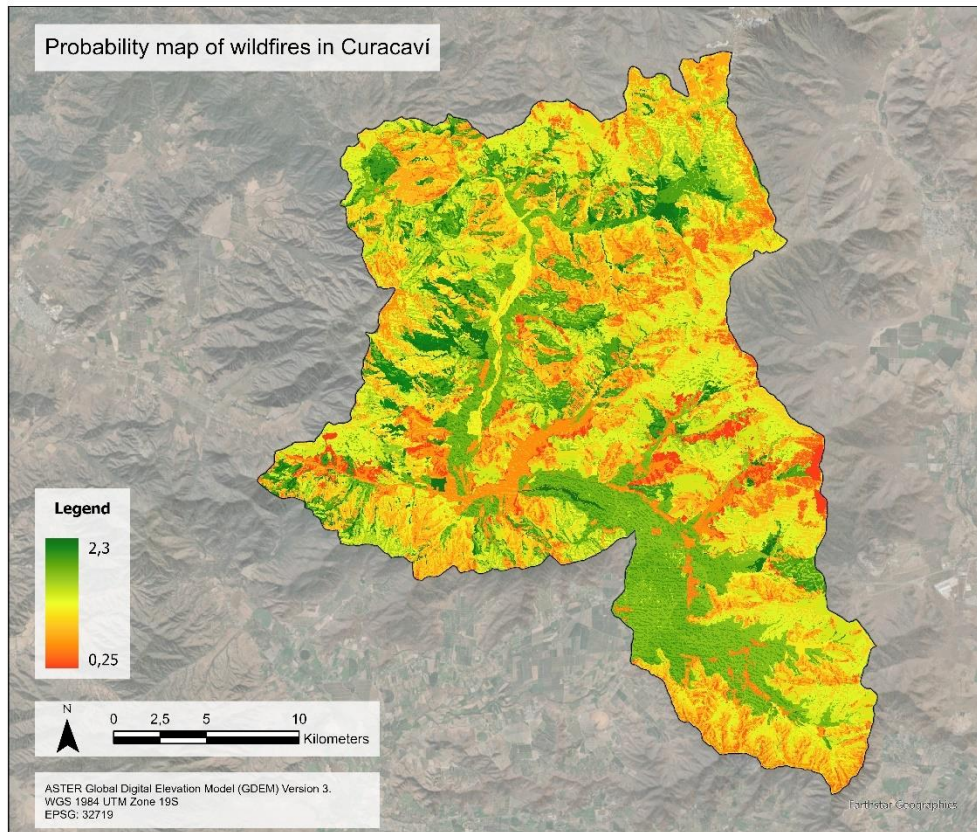 Probability map of wildfires in Curacaví
Legend
2,3
0,25
N
0 2,5 5 10
Kilometers
ASTER Global Digital Elevation Model (GDEM) Version 3.
WGS 1984 UTM Zone 19S
EPSG: 32719
Earthstar Geographics